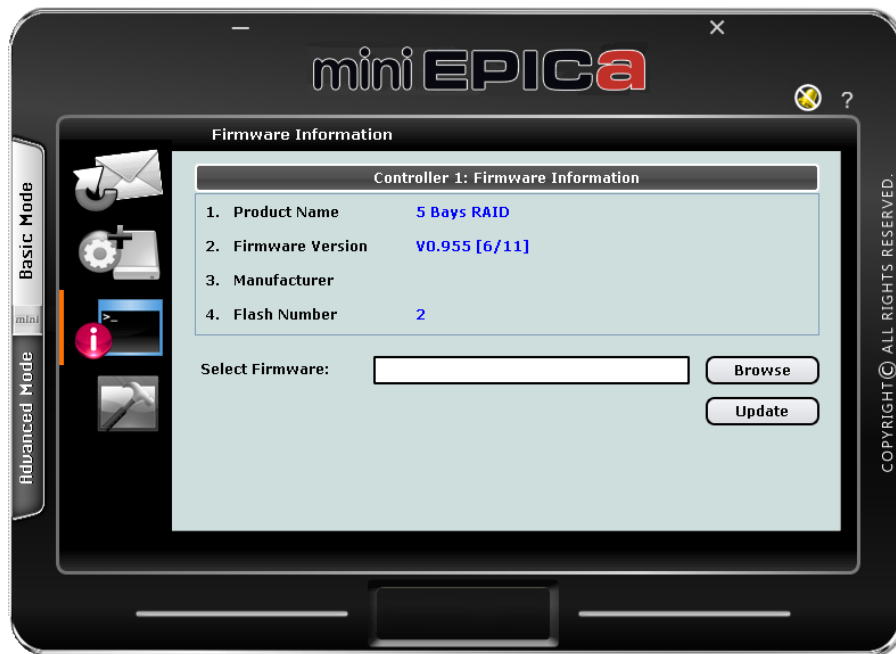 mini EPICa
?
Firmware Information
Controller 1: Firmware Information
1. Product Name 5 Bays RAID
2. Firmware Version V0.955 [6/11]
3. Manufacturer
4. Flash Number 2
Select Firmware:
Browse
Update
Basic Mode
mini
Advanced Mode
>_
i
COPYRIGHT© ALL RIGHTS RESERVED.